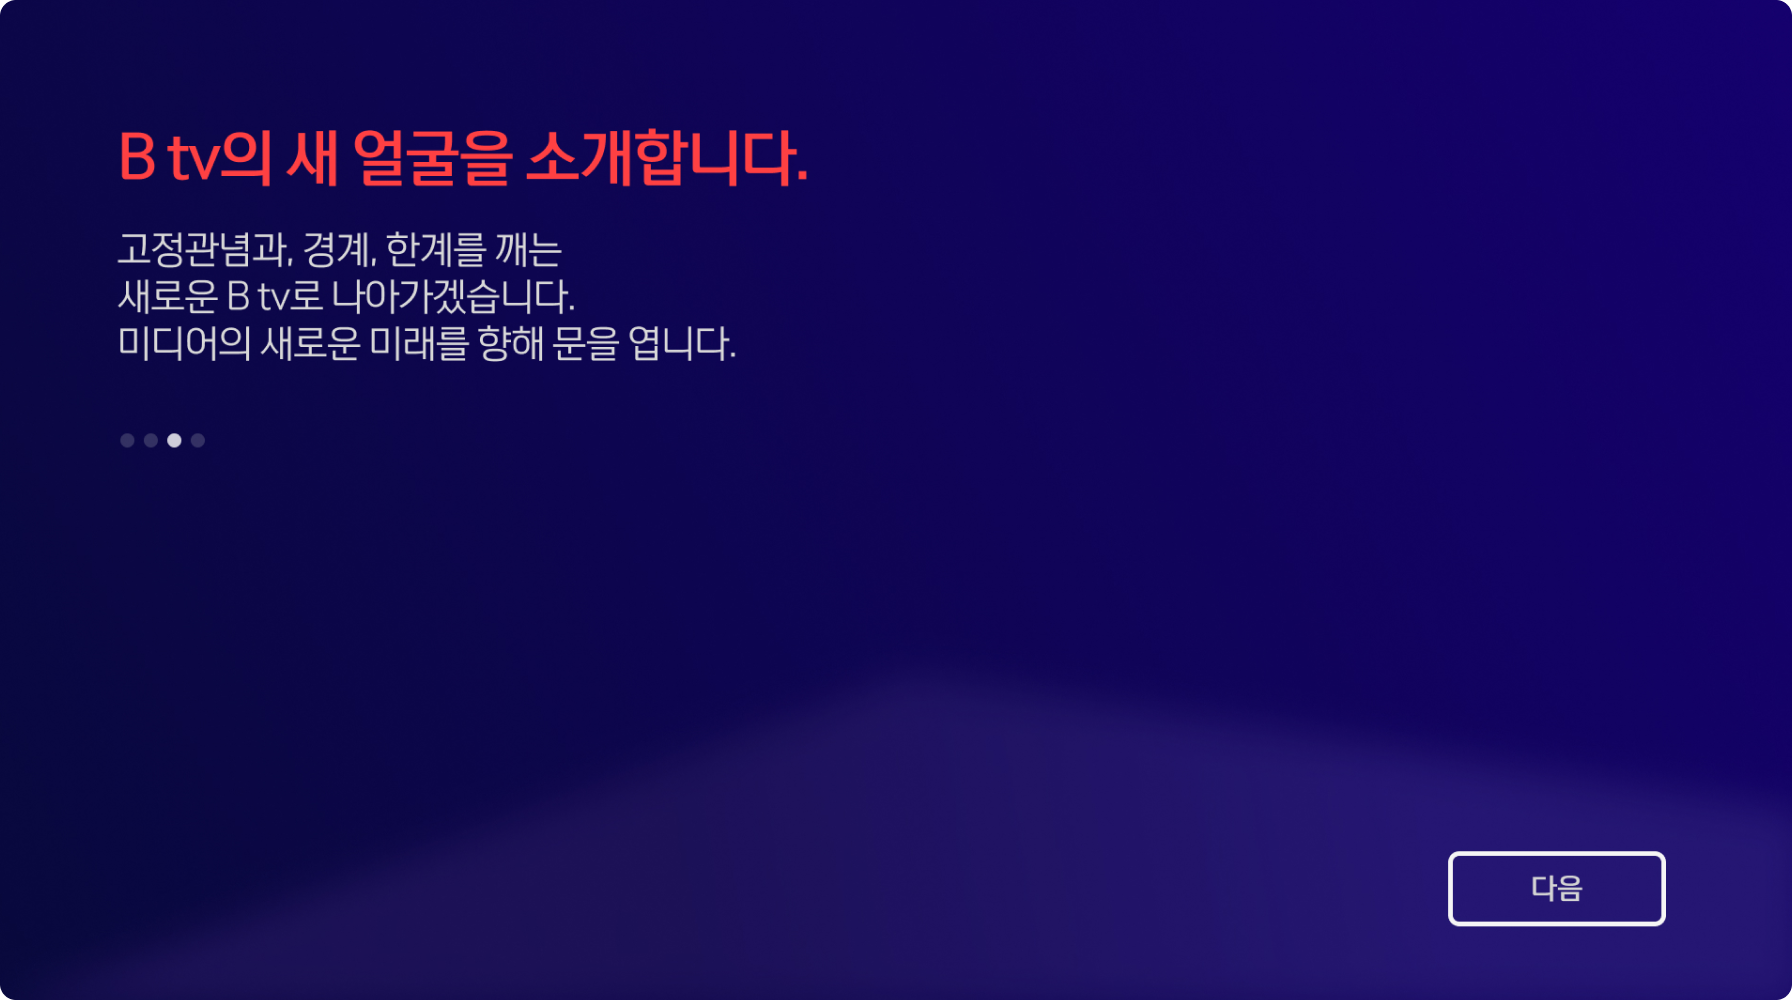 B tv의 새 얼굴을 소개합니다.
고정관념과, 경계, 한계를 깨는
새로운 B tv로 나아가겠습니다.
미디어의 새로운 미래를 향해 문을 엽니다.
다음